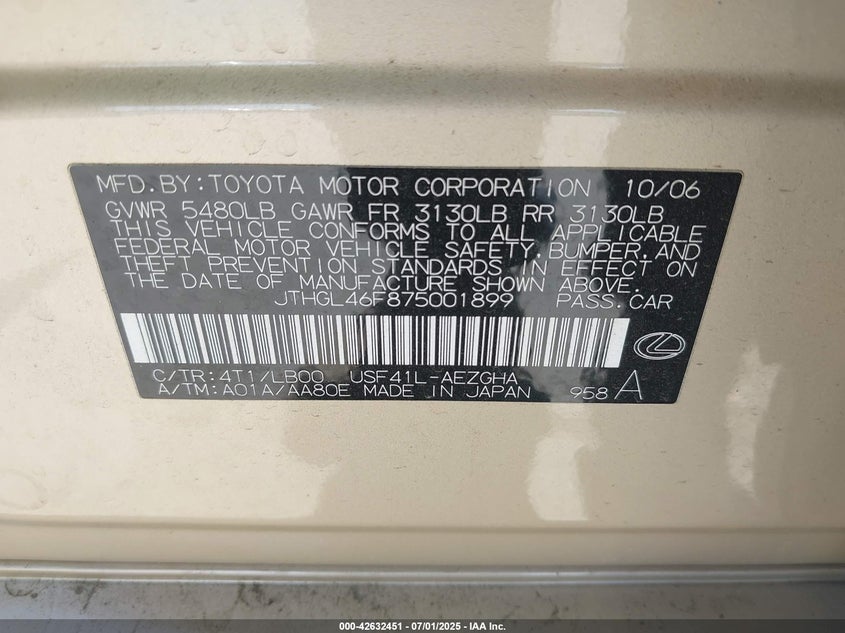 MFD.BY:TOYOTA MOTOR CORPORATION 10/06
GVWR 5480LB GAWR FR 3130LB RR 3130LB
THIS VEHICLE CONFORMS TO ALL APPLICABLE
FEDERAL MOTOR VEHICLE SAFETY,BUMPER,AND
THEFT PREVENTION STANDARDS IN EFFECT ON
THE DATE OF MANUFACTURE SHOWN ABOVE.
JTHGL46F875001899 PASS.CAR
C/TR:4T1/LB00 USF41L-AEZGHA
A/TM:A01A/AA80E MADE IN JAPAN 958 A
000-42632451 / 07/01/2025 - IAA Inc.